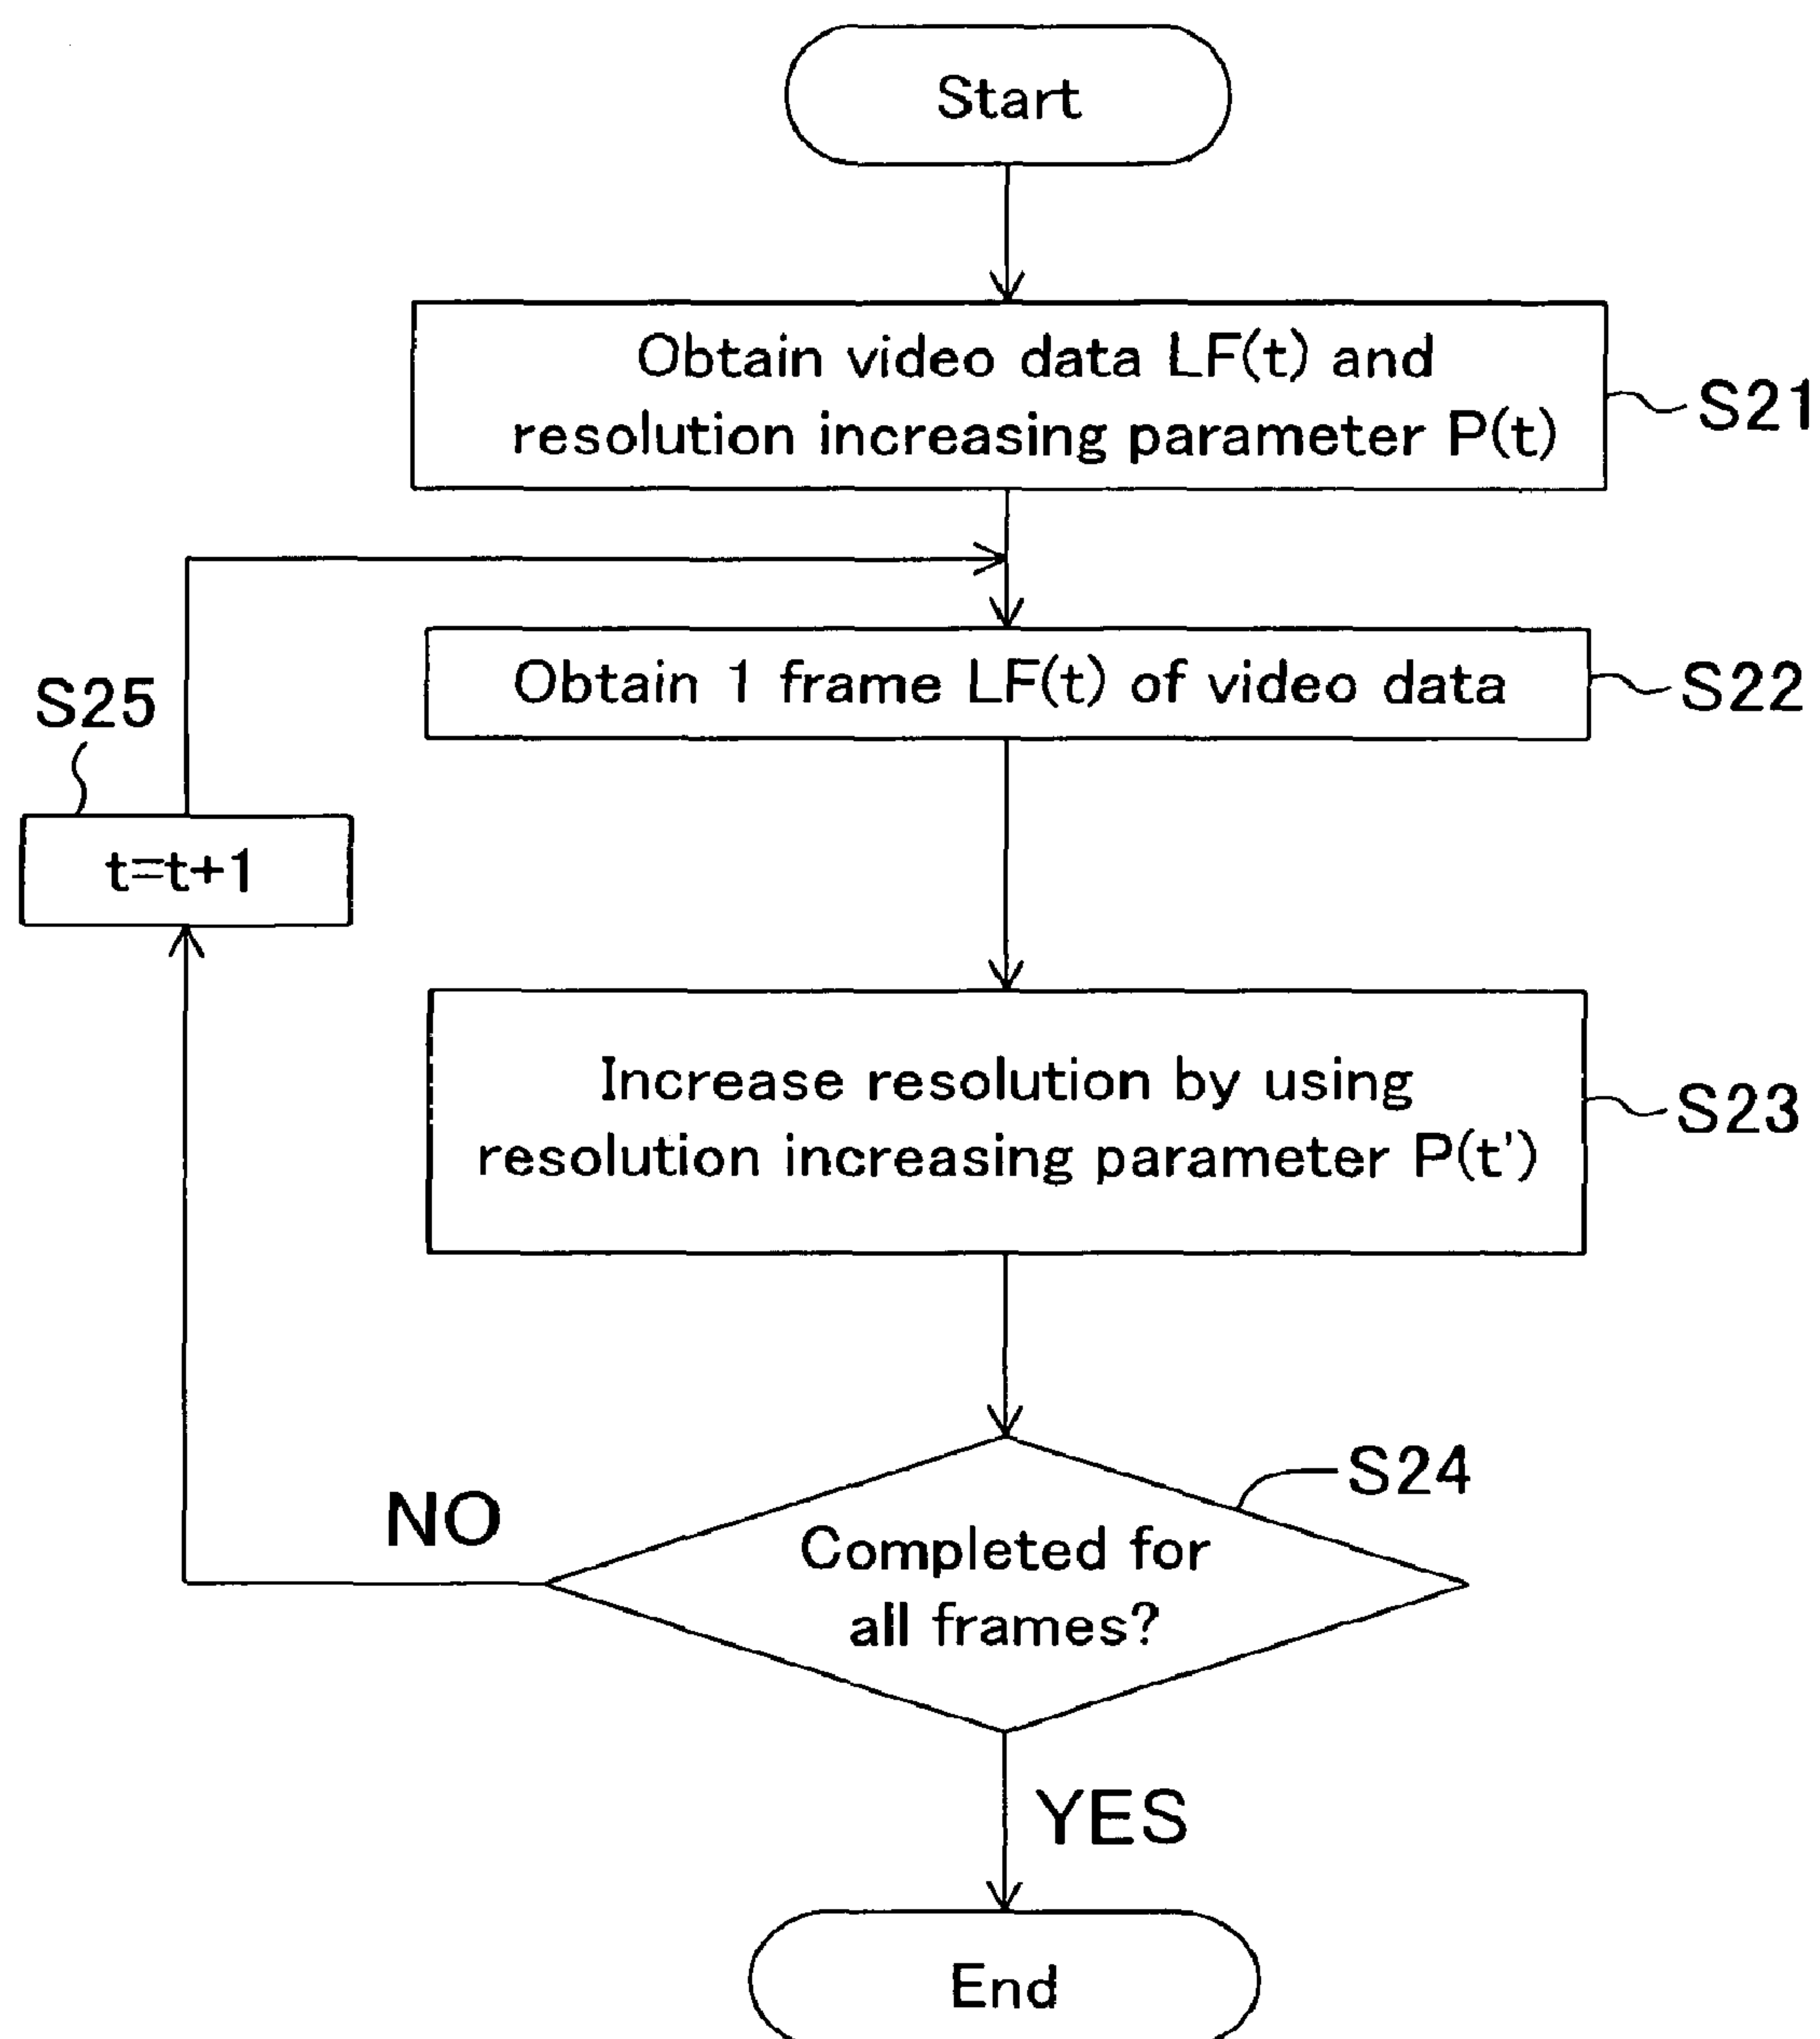 Start
Obtain video data LF(t) and
resolution increasing parameter P(t)
S21
Obtain 1 frame LF(t) of video data
S22
S25
t=t+1
Increase resolution by using
resolution increasing parameter P(t')
S23
S24
NO
Completed for
all frames?
YES
End